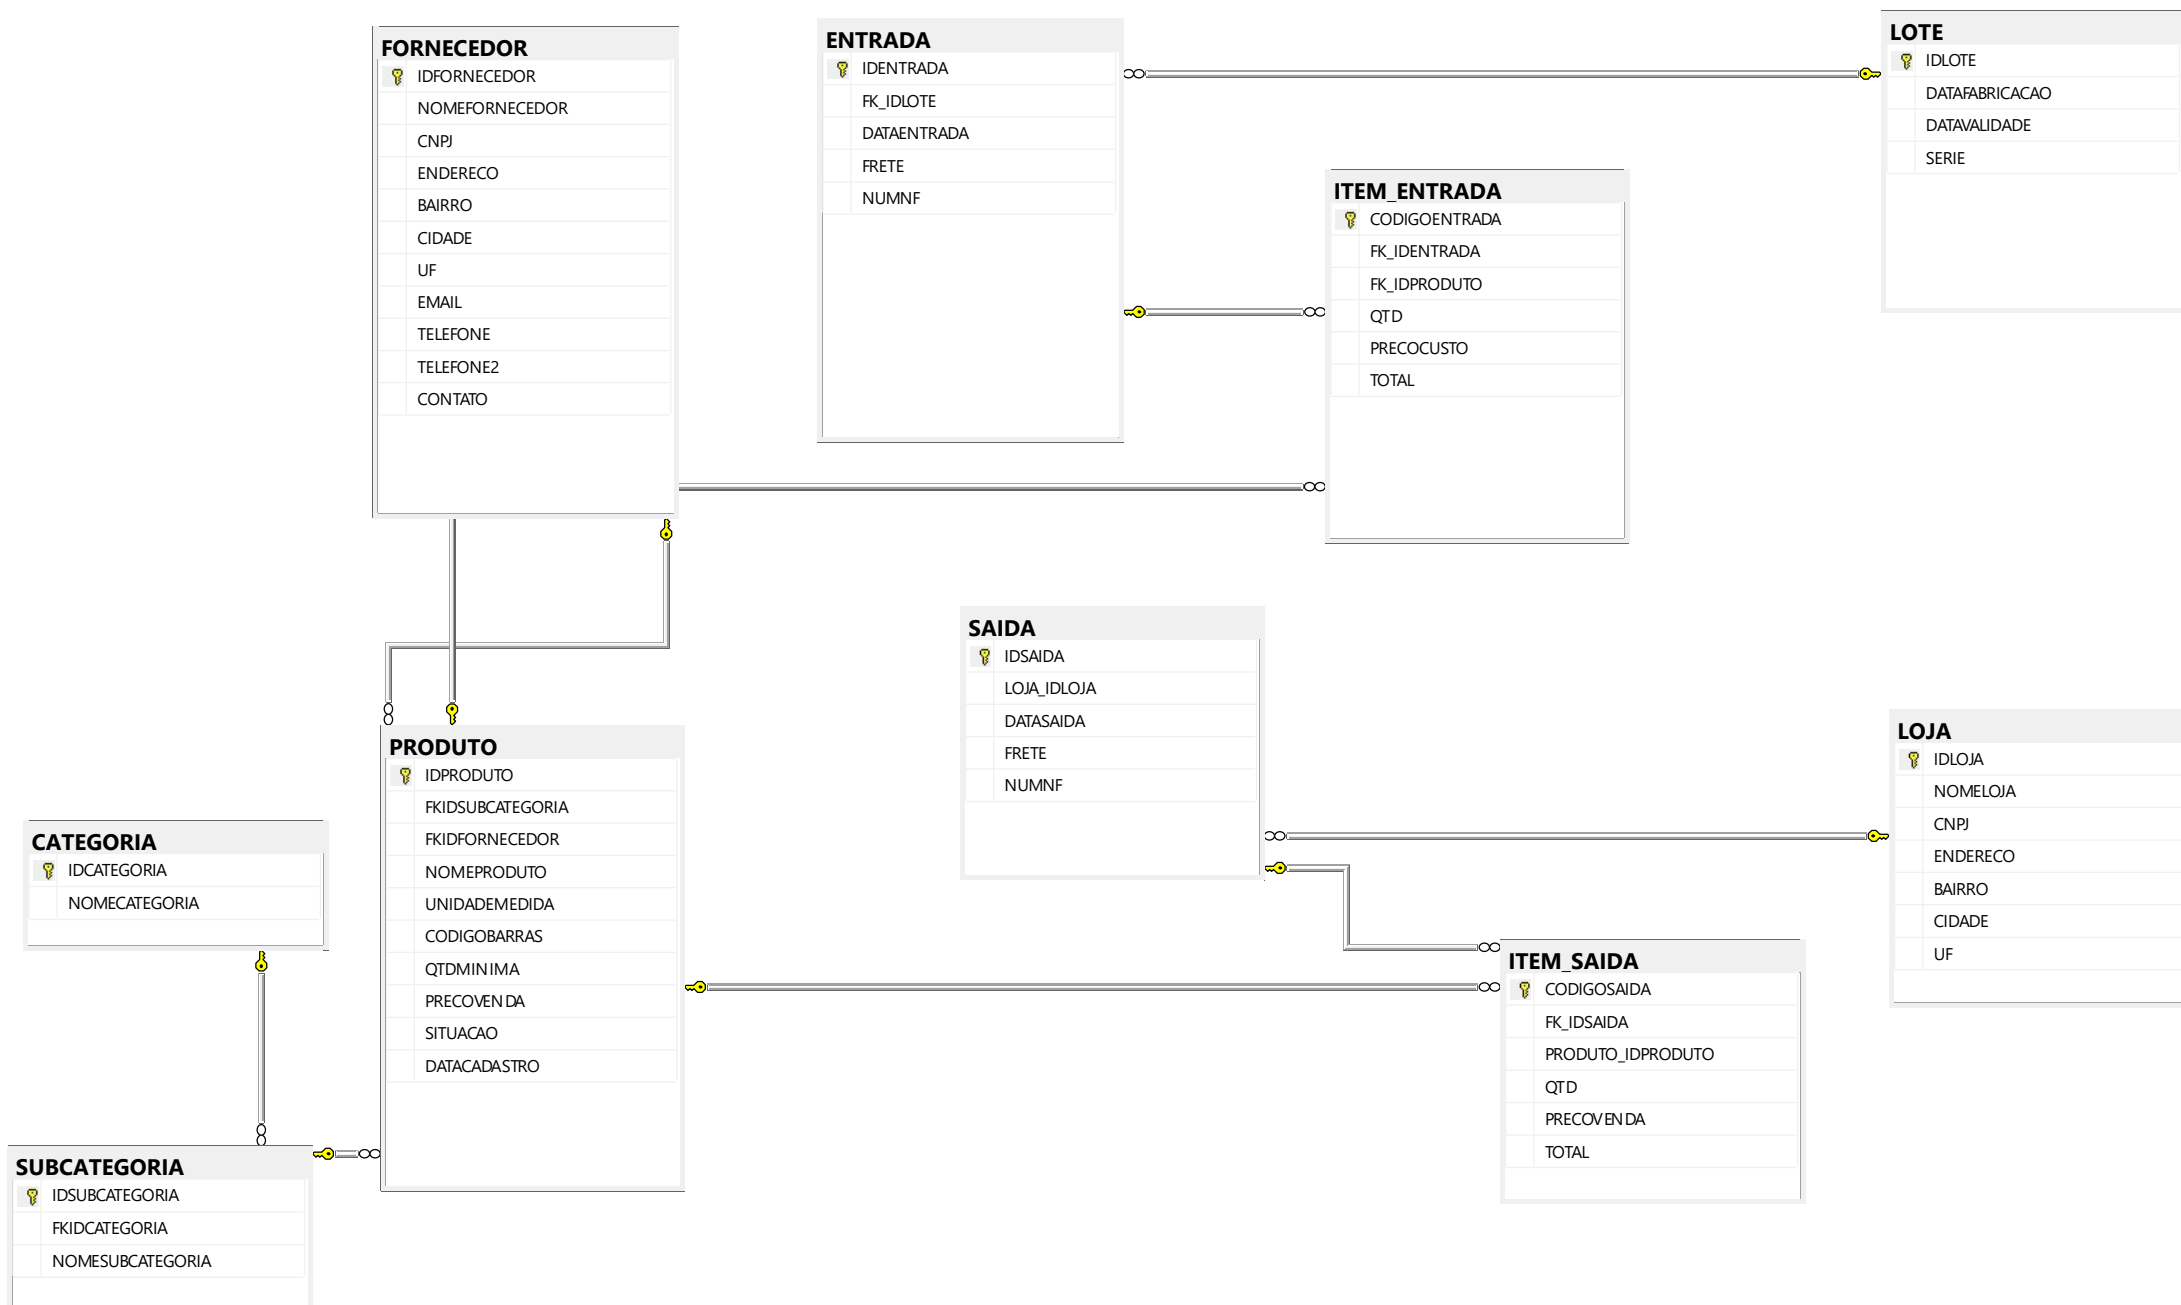 FORNECEDOR
IDFORNECEDOR
NOMEFORNECEDOR
CNPJ
ENDERECO
BAIRRO
CIDADE
UF
EMAIL
TELEFONE
TELEFONE2
CONTATO
ENTRADA
IDENTRADA
FK_IDLOTE
DATAENTRADA
FRETE
NUMNF
LOTE
IDLOTE
DATAFABRICACAO
DATAVALIDADE
SERIE
ITEM_ENTRADA
CODIGOENTRADA
FK_IDENTRADA
FK_IDPRODUTO
QTD
PRECOCUSTO
TOTAL
SAIDA
IDSAIDA
LOJA_IDLOJA
DATASAIDA
FRETE
NUMNF
LOJA
IDLOJA
NOMELOJA
CNPJ
ENDERECO
BAIRRO
CIDADE
UF
PRODUTO
IDPRODUTO
FKIDSUBCATEGORIA
FKIDFORNECEDOR
NOMEPRODUTO
UNIDADEMEDIDA
CODIGOBARRAS
QTDMINIMA
PRECOVENDA
SITUACAO
DATACADASTRO
CATEGORIA
IDCATEGORIA
NOMECATEGORIA
ITEM_SAIDA
CODIGOSAIDA
FK_IDSAIDA
PRODUTO_IDPRODUTO
QTD
PRECOVENDA
TOTAL
SUBCATEGORIA
IDSUBCATEGORIA
FKIDCATEGORIA
NOMESUBCATEGORIA